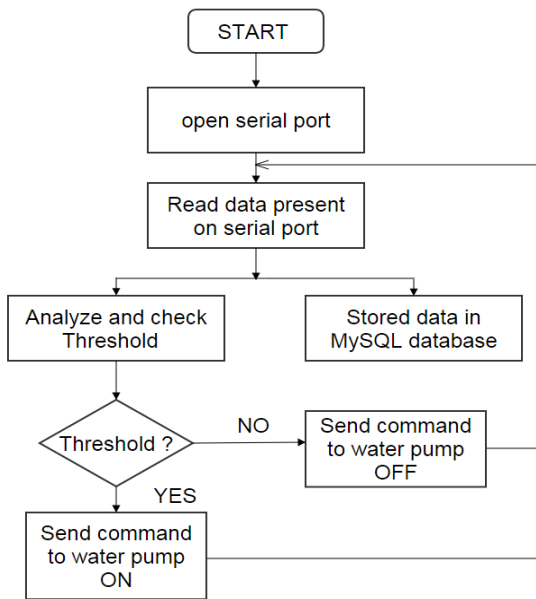 START
open serial port
Read data present
on serial port
Analyze and check
Threshold
Stored data in
MySQL database
Threshold ?
NO
Send command
to water pump
OFF
YES
Send command
to water pump
ON